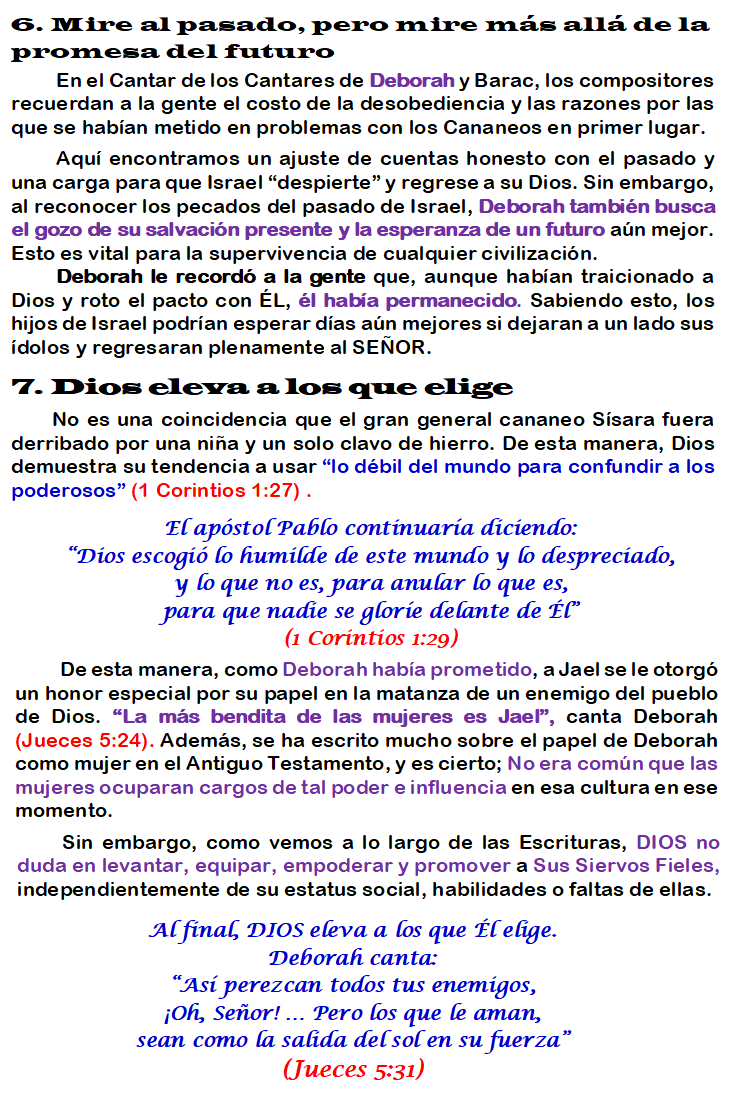 6. Mire al pasado, pero mire más allá de la
promesa del futuro
En el Cantar de los Cantares de Deborah y Barac, los compositores
recuerdan a la gente el costo de la desobediencia y las razones por las
que se habían metido en problemas con los Cananeos en primer lugar.
Aquí encontramos un ajuste de cuentas honesto con el pasado y
una carga para que Israel “despierte” y regrese a su Dios. Sin embargo,
al reconocer los pecados del pasado de Israel, Deborah también busca
el gozo de su salvación presente y la esperanza de un futuro aún mejor.
Esto es vital para la supervivencia de cualquier civilización.
Deborah le recordó a la gente que, aunque habían traicionado a
Dios y roto el pacto con ÉL, él había permanecido. Sabiendo esto, los
hijos de Israel podrían esperar días aún mejores si dejaran a un lado sus
ídolos y regresaran plenamente al SEÑOR.
7. Dios eleva a los que elige
No es una coincidencia que el gran general cananeo Sísara fuera
derribado por una niña y un solo clavo de hierro. De esta manera, Dios
demuestra su tendencia a usar “lo débil del mundo para confundir a los
poderosos” (1 Corintios 1:27) .
El apóstol Pablo continuaría diciendo:
“Dios escogió lo humilde de este mundo y lo despreciado,
y lo que no es, para anular lo que es,
para que nadie se gloríe delante de Él”
(1 Corintios 1:29)
De esta manera, como Deborah había prometido, a Jael se le otorgó
un honor especial por su papel en la matanza de un enemigo del pueblo
de Dios. “La más bendita de las mujeres es Jael”, canta Deborah
(Jueces 5:24). Además, se ha escrito mucho sobre el papel de Deborah
como mujer en el Antiguo Testamento, y es cierto; No era común que las
mujeres ocuparan cargos de tal poder e influencia en esa cultura en ese
momento.
Sin embargo, como vemos a lo largo de las Escrituras, DIOS no
duda en levantar, equipar, empoderar y promover a Sus Siervos Fieles,
independientemente de su estatus social, habilidades o faltas de ellas.
Al final, DIOS eleva a los que Él elige.
Deborah canta:
“Así perezcan todos tus enemigos,
¡Oh, Señor! … Pero los que le aman,
sean como la salida del sol en su fuerza”
(Jueces 5:31)